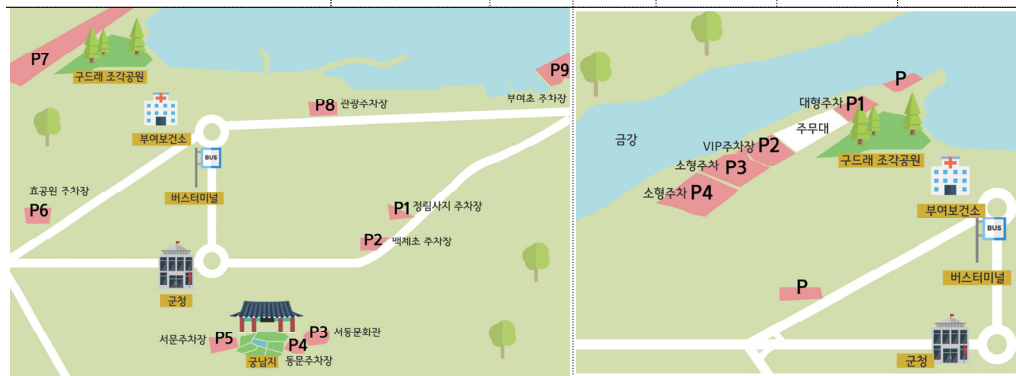 P7
구드래 조각공원
부여보건소
BUS
버스터미널
P8 관광주차상
P9
부여초 주차장
효공원 주차장
P6
P1 정림사지 주차장
P2 백제초 주차장
군청
서문주차장 P5
궁남지
P4
동문주차장
P3 서동문화관
금강
P
대형주차 P1
주무대
VIP주차장 P2
소형주차 P3
소형주차 P4
구드래 조각공원
부여보건소
BUS
버스터미널
P
군청